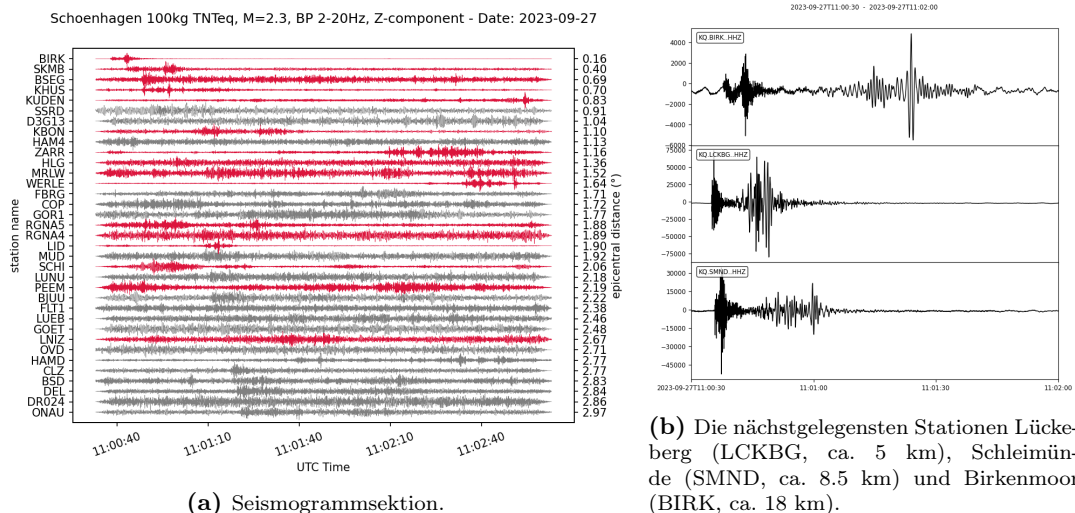 Schoenhagen 100kg TNTeq, M=2.3, BP 2-20Hz, Z-component - Date: 2023-09-27
station name
BIRK 0.16
SKMB 0.40
BSEG 0.69
KHUS 0.70
KUDEN 0.83
SSRD 0.91
D3G13 1.04
KBON 1.10
HAM4 1.13
ZARR 1.16
HLG 1.36
MRLW 1.52
WERLE 1.64
FBRG 1.71
COP 1.72
GOR1 1.77
RGNA5 1.88
RGNA4 1.89
LID 1.90
MUD 1.92
SCHI 2.06
LUNU 2.18
PEEM 2.19
BJUU 2.22
FLT1 2.38
LUEB 2.46
GOET 2.48
LNIZ 2.67
OVD 2.71
HAMD 2.77
CLZ 2.77
BSD 2.83
DEL 2.84
DR024 2.86
ONAU 2.97
epicentral distance (°)
11:00:40 11:01:10 11:01:40 11:02:10 11:02:40
UTC Time
(a) Seismogrammsektion.
2023-09-27T11:00:30 - 2023-09-27T11:02:00
KQ.BIRK..HHZ
4000
2000
0
−2000
−4000
−6000
KQ.LCKBG..HHZ
75000
50000
25000
0
−25000
−50000
−75000
KQ.SMND..HHZ
30000
15000
0
−15000
−30000
−45000
2023-09-27T11:00:30 11:01:00 11:01:30 11:02:00
(b) Die nächstgelegensten Stationen Lücke-
berg (LCKBG, ca. 5 km), Schleimün-
de (SMND, ca. 8.5 km) und Birkenmoor
(BIRK, ca. 18 km).